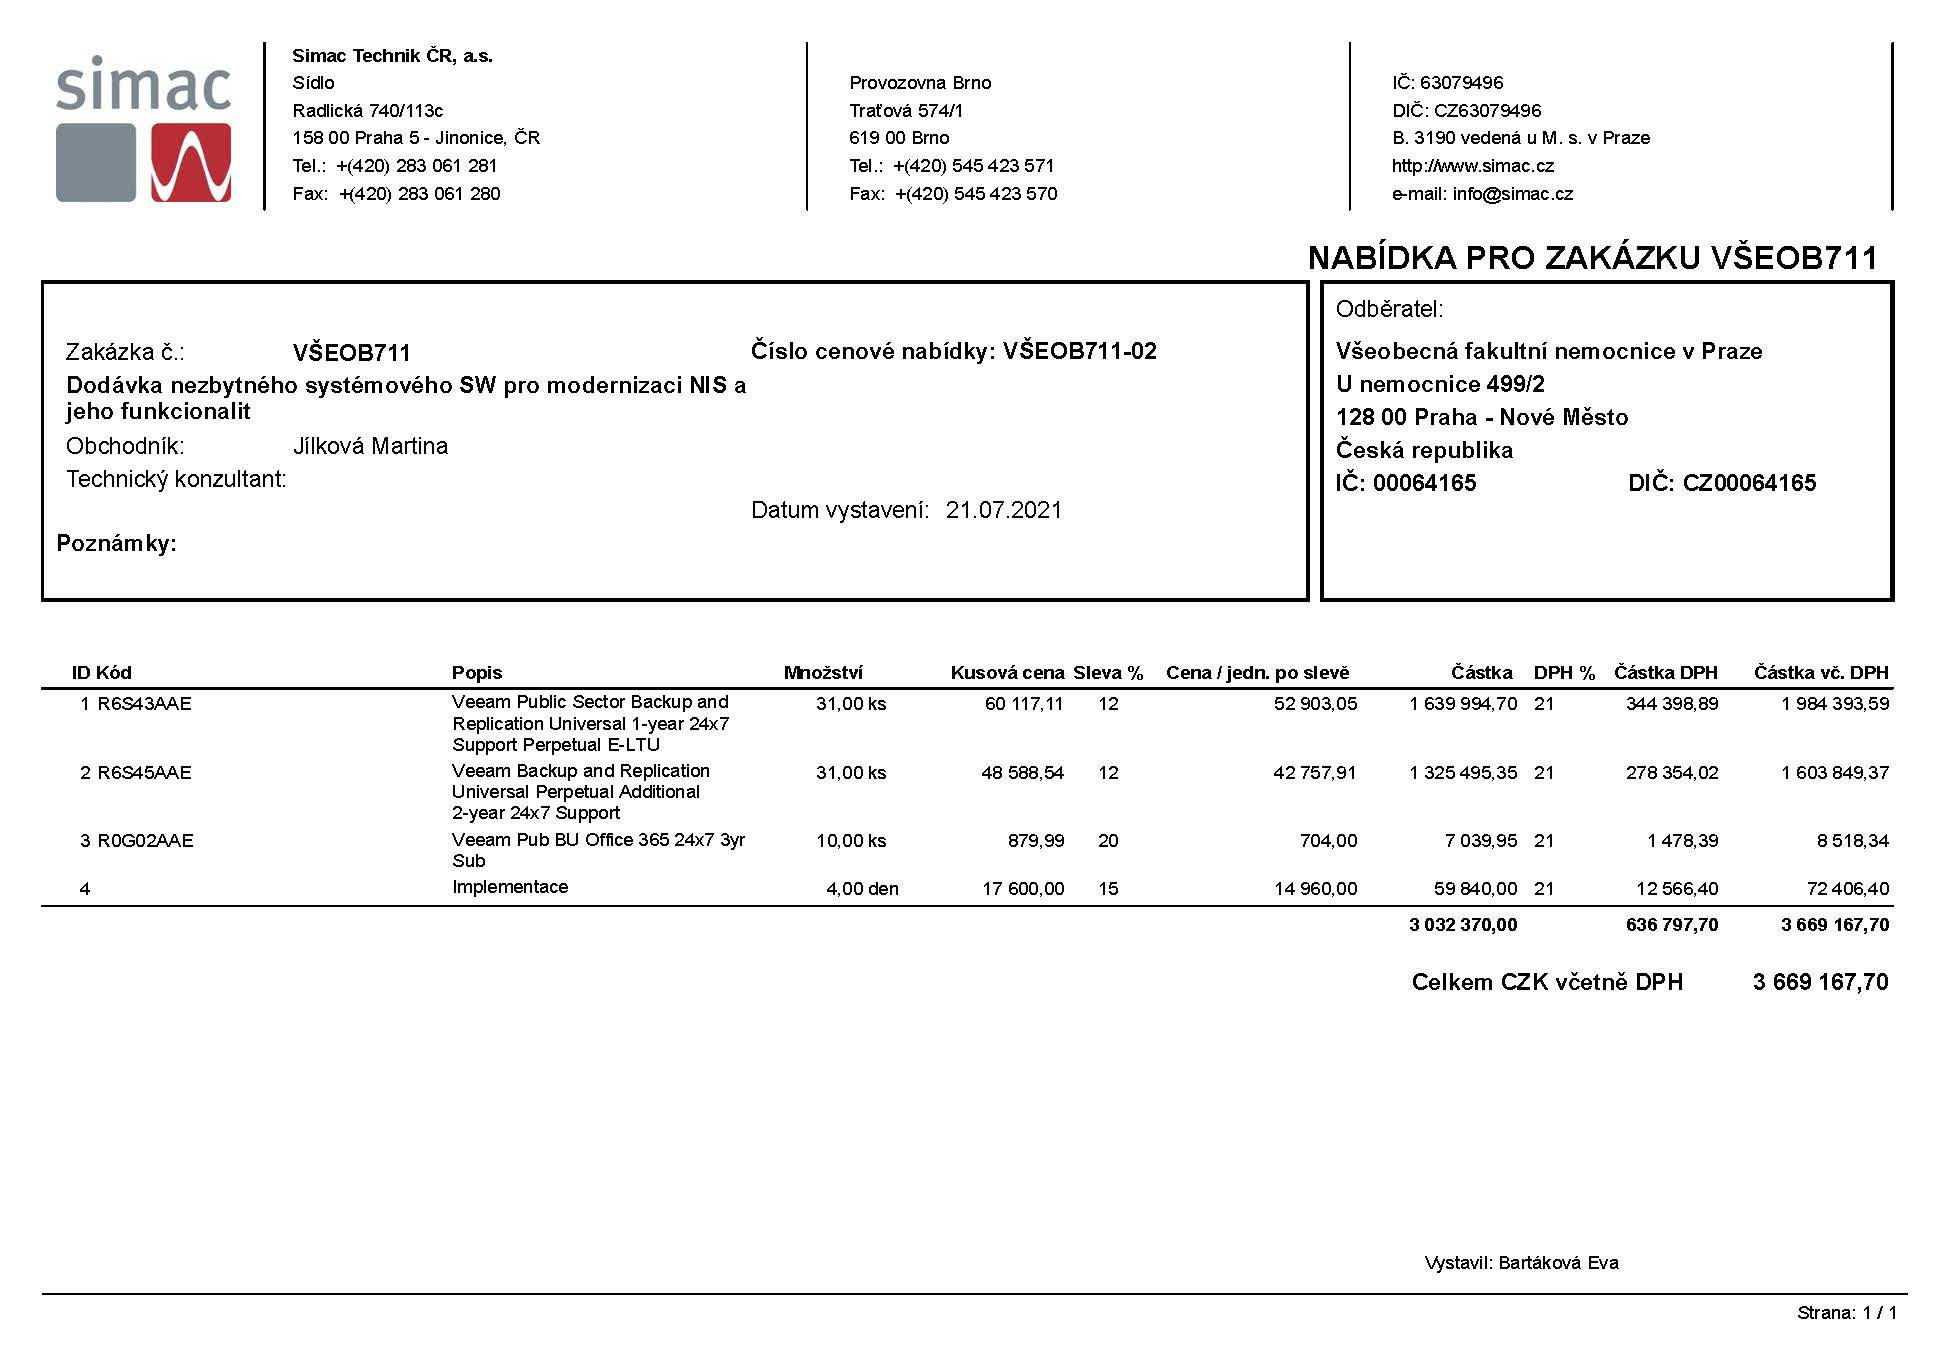 simac
Simac Technik ČR, a.s.
Sídlo
Radlická 740/113c
158 00 Praha 5 - Jinonice, ČR
Tel.: +(420) 283 061 281
Fax: +(420) 283 061 280
Provozovna Brno
Traťová 574/1
619 00 Brno
Tel.: +(420) 545 423 571
Fax: +(420) 545 423 570
IČ: 63079496
DIČ: CZ63079496
B. 3190 vedená u M. s. v Praze
http://www.simac.cz
e-mail: info@simac.cz
NABÍDKA PRO ZAKÁZKU VŠEOB711
Zakázka č.: VŠEOB711 Číslo cenové nabídky: VŠEOB711-02
Dodávka nezbytného systémového SW pro modernizaci NIS a
jeho funkcionalit
Obchodník: Jílková Martina
Technický konzultant:
Datum vystavení: 21.07.2021
Poznámky:
Odběratel:
Všeobecná fakultní nemocnice v Praze
U nemocnice 499/2
128 00 Praha - Nové Město
Česká republika
IČ: 00064165 DIČ: CZ00064165
ID Kód Popis Množství Kusová cena Sleva % Cena / jedn. po slevě Částka DPH % Částka DPH Částka vč. DPH
1 R6S43AAE Veeam Public Sector Backup and 31,00 ks 60 117,11 12 52 903,05 1 639 994,70 21 344 398,89 1 984 393,59
Replication Universal 1-year 24x7
Support Perpetual E-LTU
2 R6S45AAE Veeam Backup and Replication 31,00 ks 48 588,54 12 42 757,91 1 325 495,35 21 278 354,02 1 603 849,37
Universal Perpetual Additional
2-year 24x7 Support
3 R0G02AAE Veeam Pub BU Office 365 24x7 3yr 10,00 ks 879,99 20 704,00 7 039,95 21 1 478,39 8 518,34
Sub
4 Implementace 4,00 den 17 600,00 15 14 960,00 59 840,00 21 12 566,40 72 406,40
3 032 370,00 636 797,70 3 669 167,70
Celkem CZK včetně DPH 3 669 167,70
Vystavil: Bartáková Eva
Strana: 1 / 1